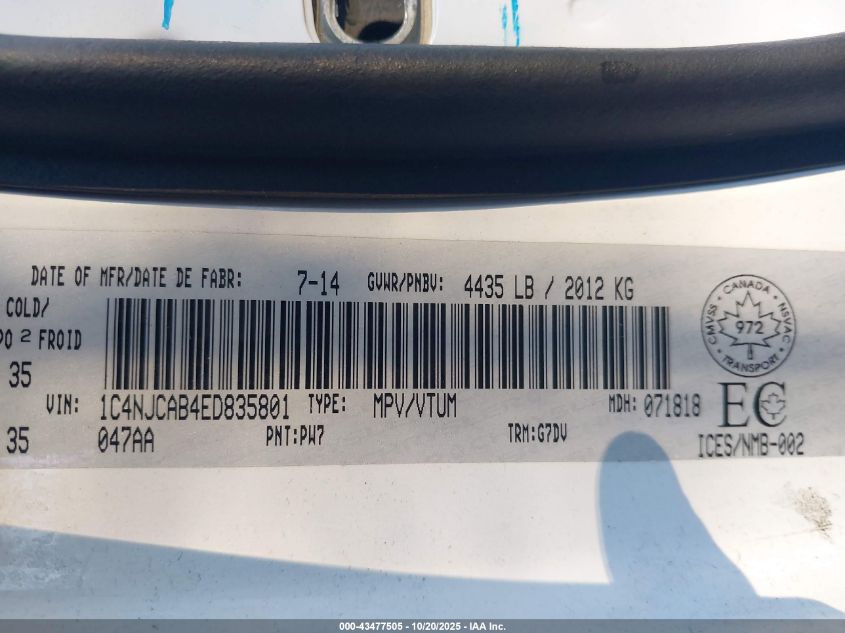 DATE OF MFR/DATE DE FABR: 7-14 GVWR/PNBV: 4435 LB / 2012 KG
COLD/
PO 2 FROID
35
VIN: 1C4NJCAB4ED835801 TYPE: MPV/VTUM MDH: 071818
35 047AA PNT:PW7 TRM:G7DV
CANADA
CMVSS 972 NSVAC
TRANSPORT
EC
ICES/NMB-002
000-43477505 - 10/20/2025 - IAA Inc.